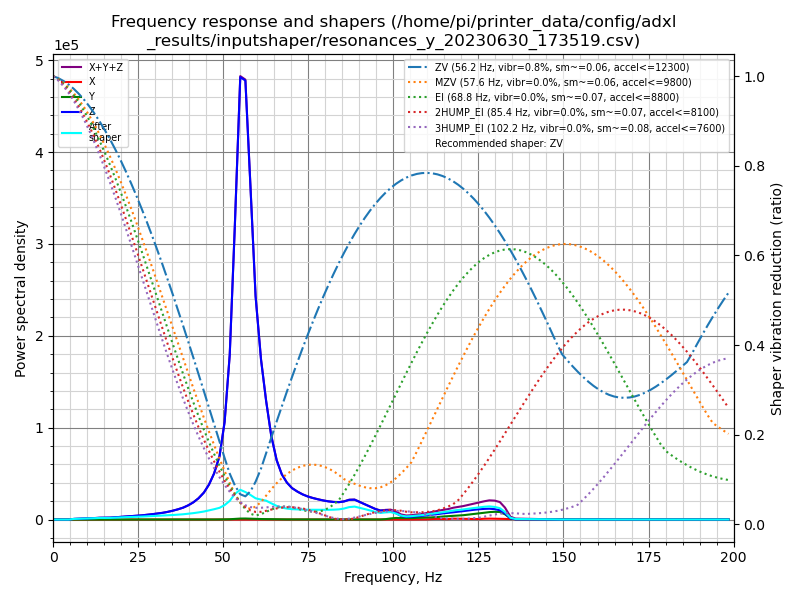 Frequency response and shapers (/home/pi/printer_data/config/adxl
_results/inputshaper/resonances_y_20230630_173519.csv)
1e5
X+Y+Z
X
Y
Z
After
shaper
ZV (56.2 Hz, vibr=0.8%, sm~=0.06, accel<=12300)
MZV (57.6 Hz, vibr=0.0%, sm~=0.06, accel<=9800)
EI (68.8 Hz, vibr=0.0%, sm~=0.07, accel<=8800)
2HUMP_EI (85.4 Hz, vibr=0.0%, sm~=0.07, accel<=8100)
3HUMP_EI (102.2 Hz, vibr=0.0%, sm~=0.08, accel<=7600)
Recommended shaper: ZV
Power spectral density
5
4
3
2
1
0
1.0
0.8
0.6
0.4
0.2
0.0
Shaper vibration reduction (ratio)
0 25 50 75 100 125 150 175 200
Frequency, Hz